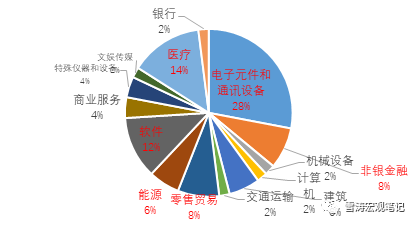 银行
2%
文娱传媒
2%
特殊仪器和设备
4%
商业服务
4%
医疗
14%
电子元件和
通讯设备
28%
软件
12%
能源
6%
零售贸易
8%
交通运输
2%
建筑
6%
计算
机
2%
机械设备
2%
非银金融
8%
雪涛宏观笔记